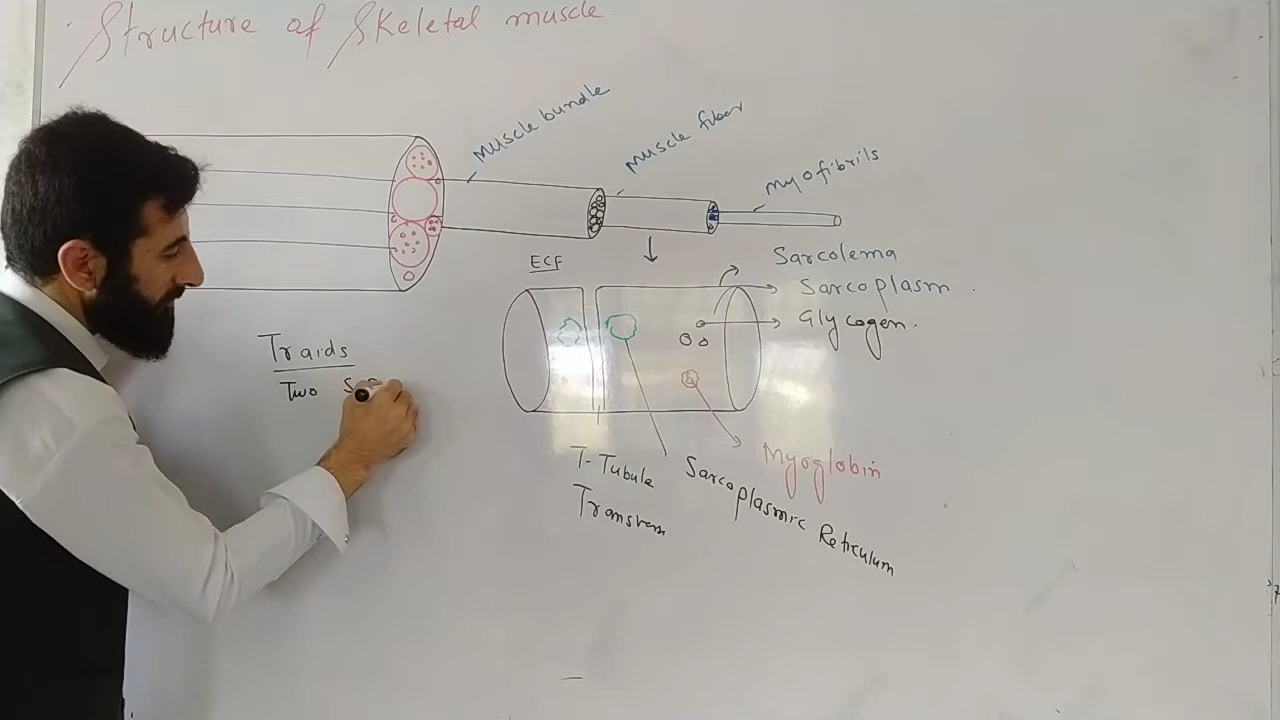 Structure of Skeletal muscle
muscle bundle
muscle fiber
myofibrils
ECF
Sarcolema
Sarcoplasm
Glycogen.
Traids
Two
Myoglobin
T-Tubule
Transverse
Sarcoplasmic Reticulum